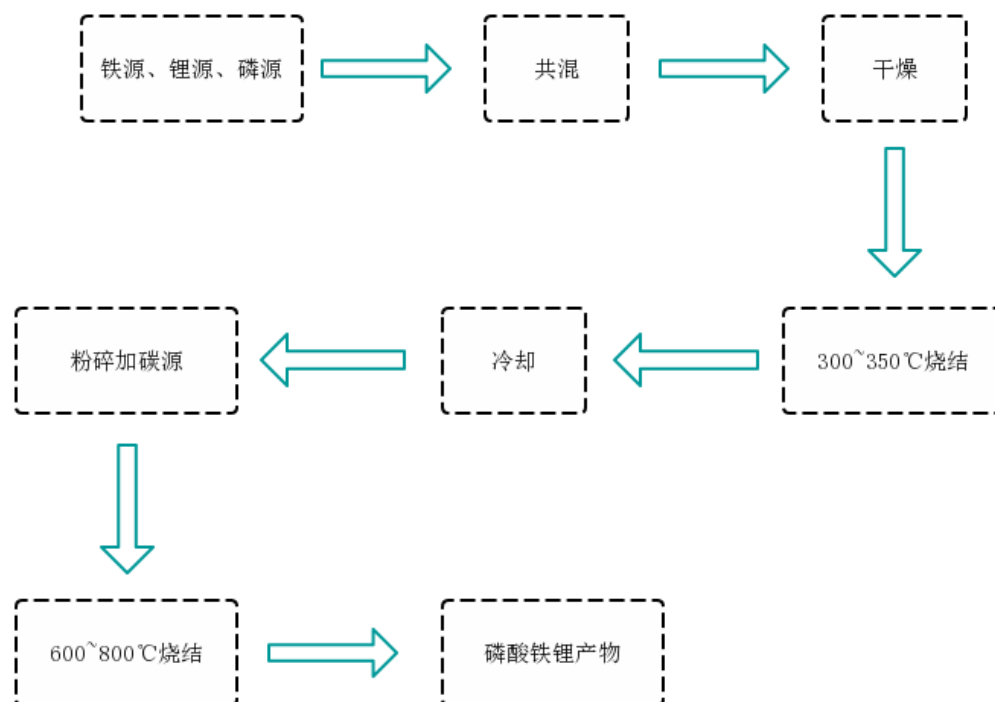 铁源、锂源、磷源
共混
干燥
300~350℃烧结
冷却
粉碎加碳源
600~800℃烧结
磷酸铁锂产物